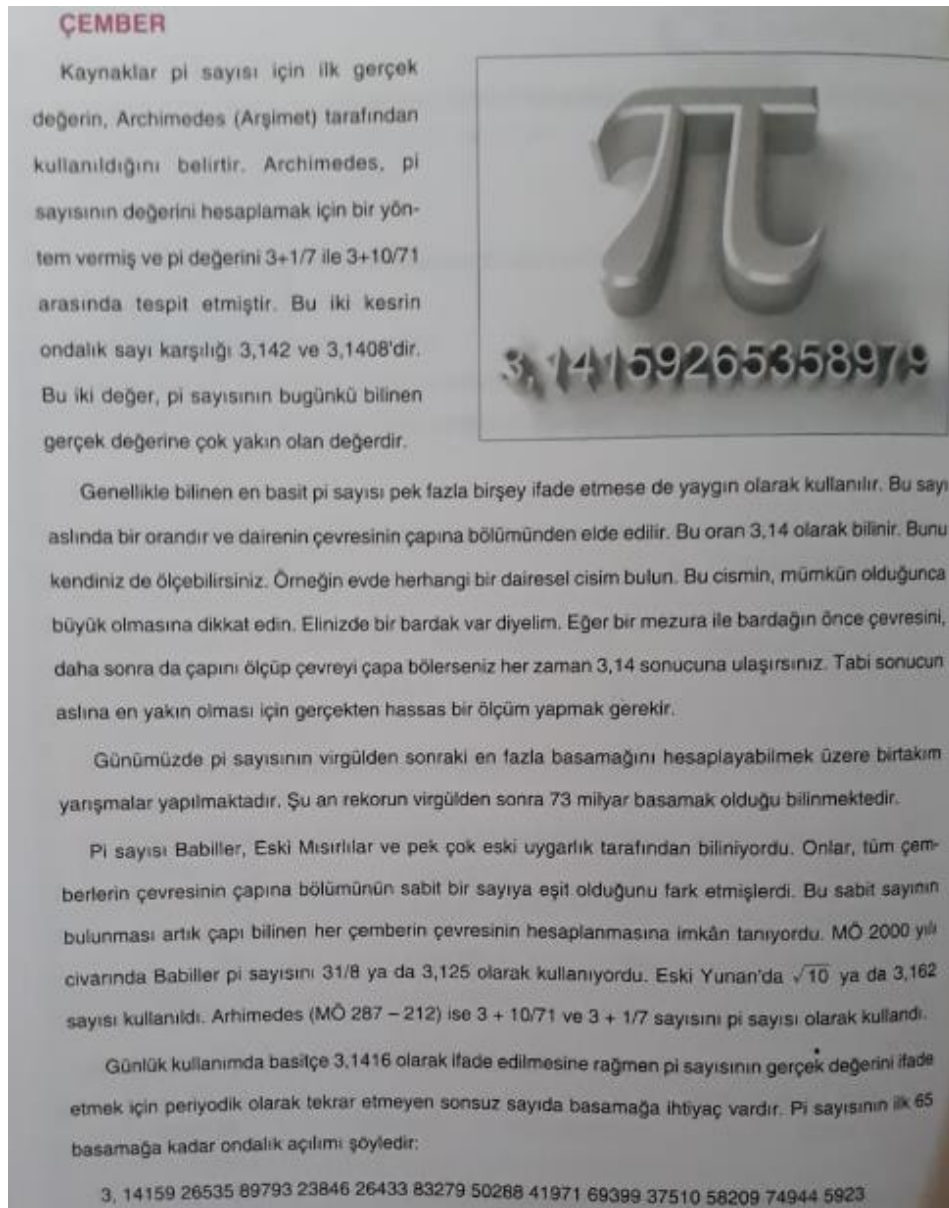 ÇEMBER
Kaynaklar pi sayısı için ilk gerçek
değerin, Archimedes (Arşimet) tarafından
kullanıldığını belirtir. Archimedes, pi
sayısının değerini hesaplamak için bir yön-
tem vermiş ve pi değerini 3+1/7 ile 3+10/71
arasında tespit etmiştir. Bu iki kesrin
ondalık sayı karşılığı 3,142 ve 3,1408'dir.
Bu iki değer, pi sayısının bugünkü bilinen
gerçek değerine çok yakın olan değerdir.
π
3,14159265358979
Genellikle bilinen en basit pi sayısı pek fazla birşey ifade etmese de yaygın olarak kullanılır. Bu sayı
aslında bir orandır ve dairenin çevresinin çapına bölümünden elde edilir. Bu oran 3,14 olarak bilinir. Bunu
kendiniz de ölçebilirsiniz. Örneğin evde herhangi bir dairesel cisim bulun. Bu cismin, mümkün olduğunca
büyük olmasına dikkat edin. Elinizde bir bardak var diyelim. Eğer bir mezura ile bardağın önce çevresini,
daha sonra da çapını ölçüp çevreyi çapa bölerseniz her zaman 3,14 sonucuna ulaşırsınız. Tabi sonucun
aslına en yakın olması için gerçekten hassas bir ölçüm yapmak gerekir.
Günümüzde pi sayısının virgülden sonraki en fazla basamağını hesaplayabilmek üzere birtakım
yarışmalar yapılmaktadır. Şu an rekorun virgülden sonra 73 milyar basamak olduğu bilinmektedir.
Pi sayısı Babiller, Eski Mısırlılar ve pek çok eski uygarlık tarafından biliniyordu. Onlar, tüm çem-
berlerin çevresinin çapına bölümünün sabit bir sayıya eşit olduğunu fark etmişlerdi. Bu sabit sayının
bulunması artık çapı bilinen her çemberin çevresinin hesaplanmasına imkân tanıyordu. MÖ 2000 yılı
civarında Babiller pi sayısını 31/8 ya da 3,125 olarak kullanıyordu. Eski Yunan'da √10 ya da 3,162
sayısı kullanıldı. Arhimedes (MÖ 287 – 212) ise 3 + 10/71 ve 3 + 1/7 sayısını pi sayısı olarak kullandı.
Günlük kullanımda basitçe 3,1416 olarak ifade edilmesine rağmen pi sayısının gerçek değerini ifade
etmek için periyodik olarak tekrar etmeyen sonsuz sayıda basamağa ihtiyaç vardır. Pi sayısının ilk 65
basamağa kadar ondalık açılımı şöyledir:
3, 14159 26535 89793 23846 26433 83279 50288 41971 69399 37510 58209 74944 5923